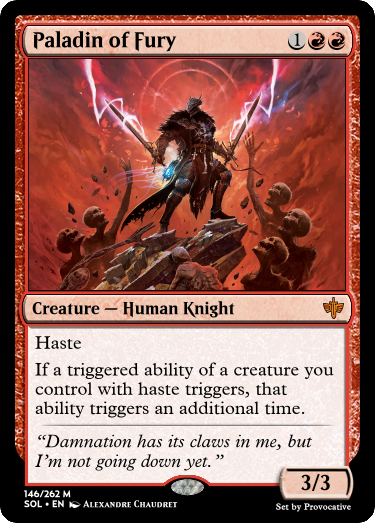 Paladin of Fury 1
Creature — Human Knight
Haste
If a triggered ability of a creature you
control with haste triggers, that
ability triggers an additional time.
“Damnation has its claws in me, but
I’m not going down yet.”
3/3
146/262 M
SOL • EN Alexandre Chaudret
Set by Provocative